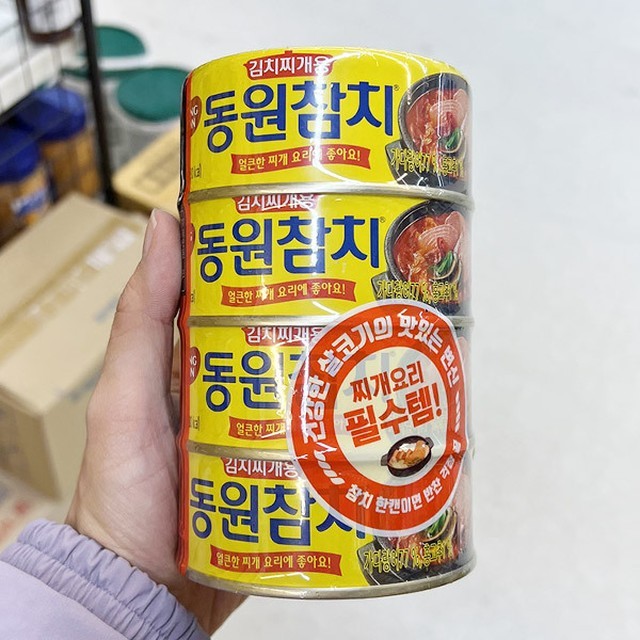 김치찌개용
동원참치
얼큰한 찌개 요리에 좋아요!
김치찌개용
동원참치
얼큰한 찌개 요리에 좋아요!
김치찌개용
동원
얼큰한 찌개
건강한 살코기의 맛있는 변신
찌개요리
필수템!
참치 한캔이면 반찬 걱정 끝
김치찌개용
동원참치
얼큰한 찌개 요리에 좋아요!